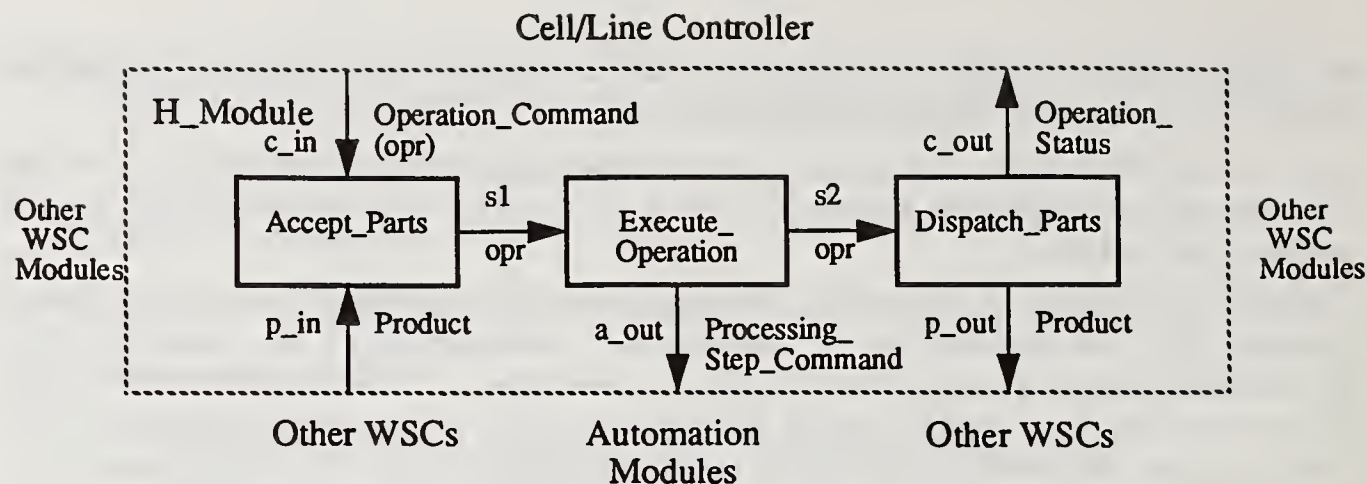 Cell/Line Controller
H_Module
c_in
Operation_Command
(opr)
c_out
Operation_
Status
Other
WSC
Modules
Accept_Parts
s1
opr
Execute_
Operation
s2
opr
Dispatch_Parts
Other
WSC
Modules
p_in
Product
a_out
Processing_
Step_Command
p_out
Product
Other WSCs
Automation
Modules
Other WSCs